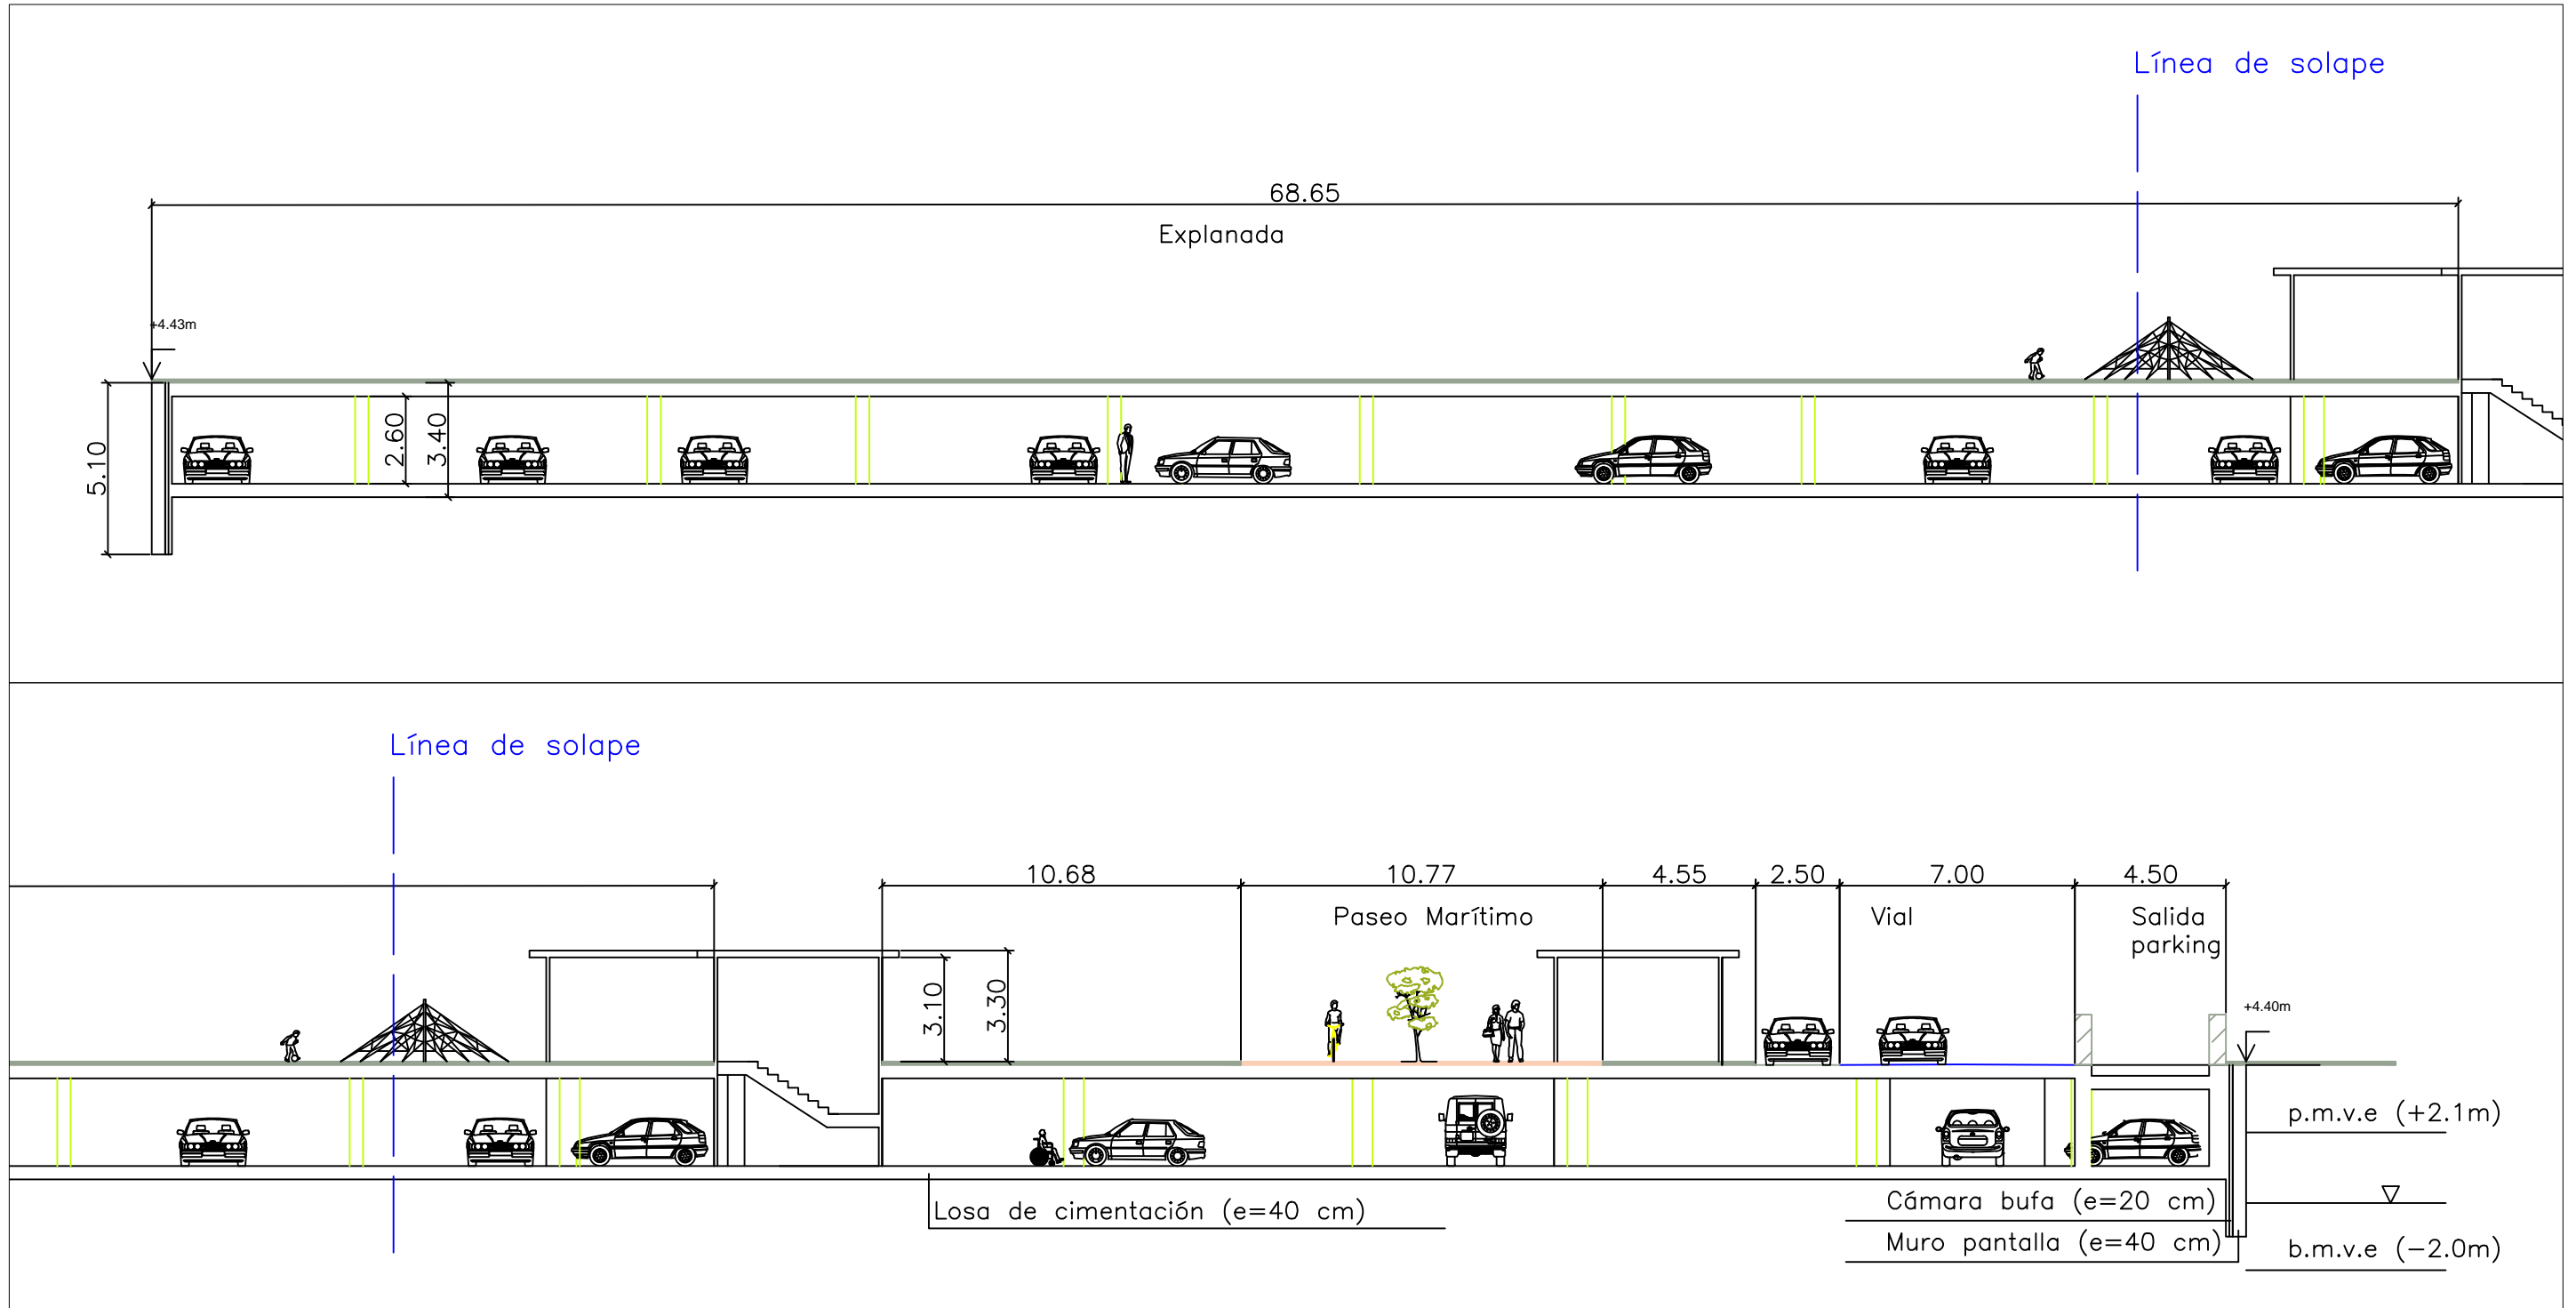 Línea de solape
68.65
Explanada
+4.43m
5.10
2.60
3.40
Línea de solape
10.68
10.77
4.55
2.50
7.00
4.50
Paseo Marítimo
Vial
Salida
parking
3.10
3.30
+4.40m
p.m.v.e (+2.1m)
Losa de cimentación (e=40 cm)
Cámara bufa (e=20 cm)
Muro pantalla (e=40 cm)
b.m.v.e (−2.0m)